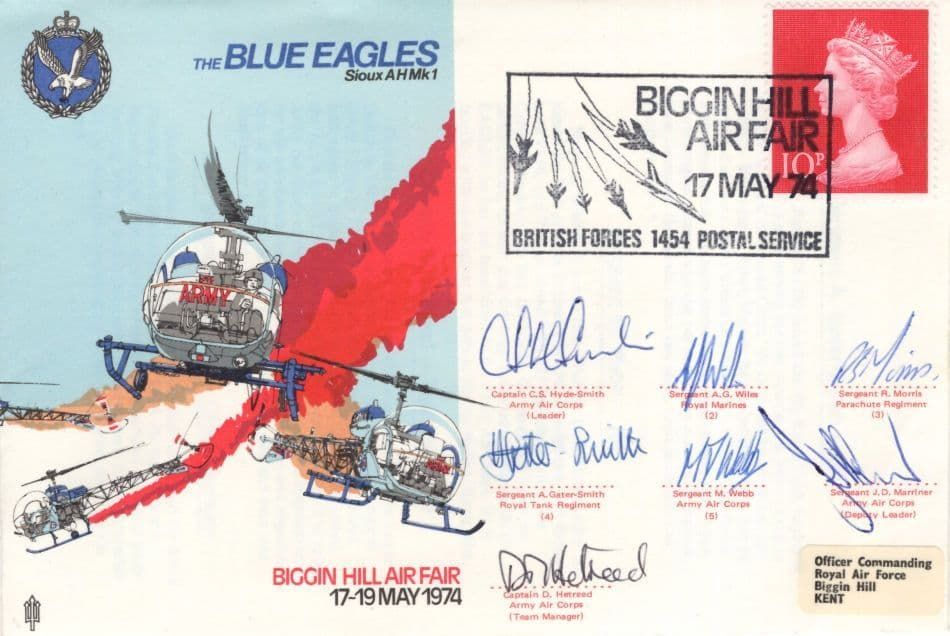 THE BLUE EAGLES
Sioux AH Mk1
BIGGIN HILL
AIR FAIR
17 MAY 74
BRITISH FORCES 1454 POSTAL SERVICE
10P
ARMY
Captain C.S. Hyde-Smith
Army Air Corps
(Leader)
Sergeant A.G. Wiles
Royal Marines
(2)
Sergeant R. Morris
Parachute Regiment
(3)
Sergeant A. Gater-Smith
Royal Tank Regiment
(4)
M Webb
Sergeant M. Webb
Army Air Corps
(5)
Sergeant J.D. Marriner
Army Air Corps
(Deputy Leader)
D Hetreed
Captain D. Hetreed
Army Air Corps
(Team Manager)
BIGGIN HILL AIR FAIR
17-19 MAY 1974
Officer Commanding
Royal Air Force
Biggin Hill
KENT